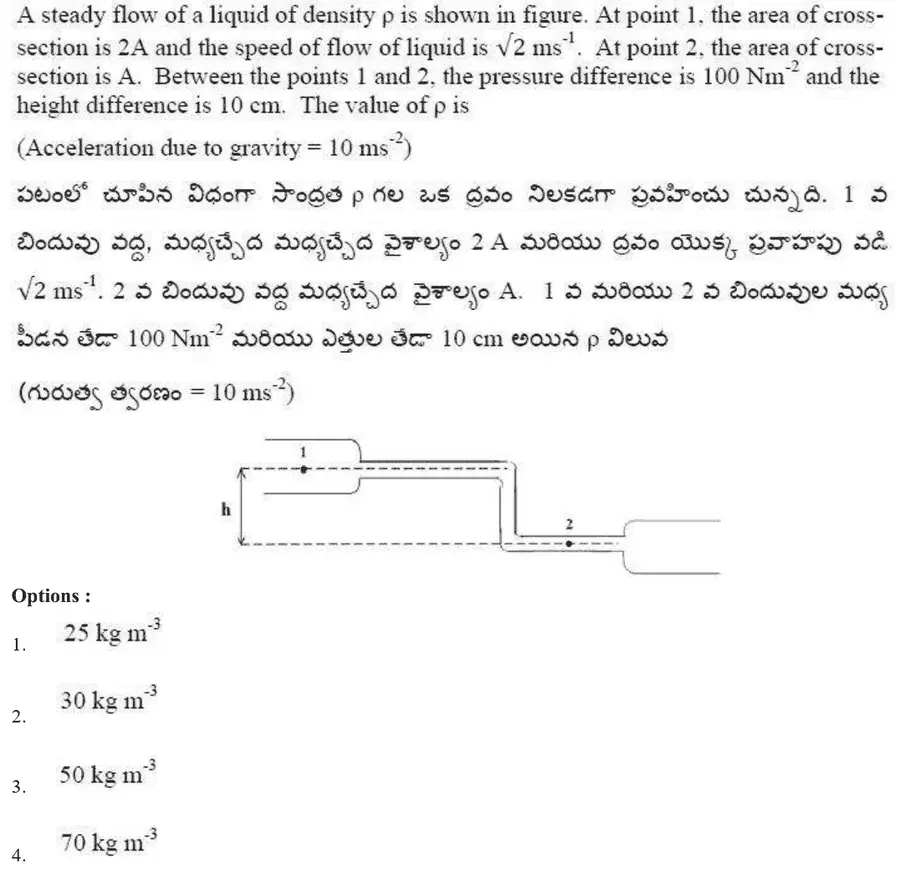 A steady flow of a liquid of density ρ is shown in figure. At point 1, the area of cross-
section is 2A and the speed of flow of liquid is √2 ms⁻¹. At point 2, the area of cross-
section is A. Between the points 1 and 2, the pressure difference is 100 Nm⁻² and the
height difference is 10 cm. The value of ρ is
(Acceleration due to gravity = 10 ms⁻²)
పటంలో చూపిన విధంగా సాంద్రత ρ గల ఒక ద్రవం నిలకడగా ప్రవహించు చున్నది. 1 వ
బిందువు వద్ద, మధ్యచ్ఛేద మధ్యచ్ఛేద వైశాల్యం 2 A మరియు ద్రవం యొక్క ప్రవాహపు వడి
√2 ms⁻¹. 2 వ బిందువు వద్ద మధ్యచ్ఛేద వైశాల్యం A. 1 వ మరియు 2 వ బిందువుల మధ్య
పీడన తేడా 100 Nm⁻² మరియు ఎత్తుల తేడా 10 cm అయిన ρ విలువ
(గురుత్వ త్వరణం = 10 ms⁻²)
1
h
2
Options :
1. 25 kg m⁻³
2. 30 kg m⁻³
3. 50 kg m⁻³
4. 70 kg m⁻³